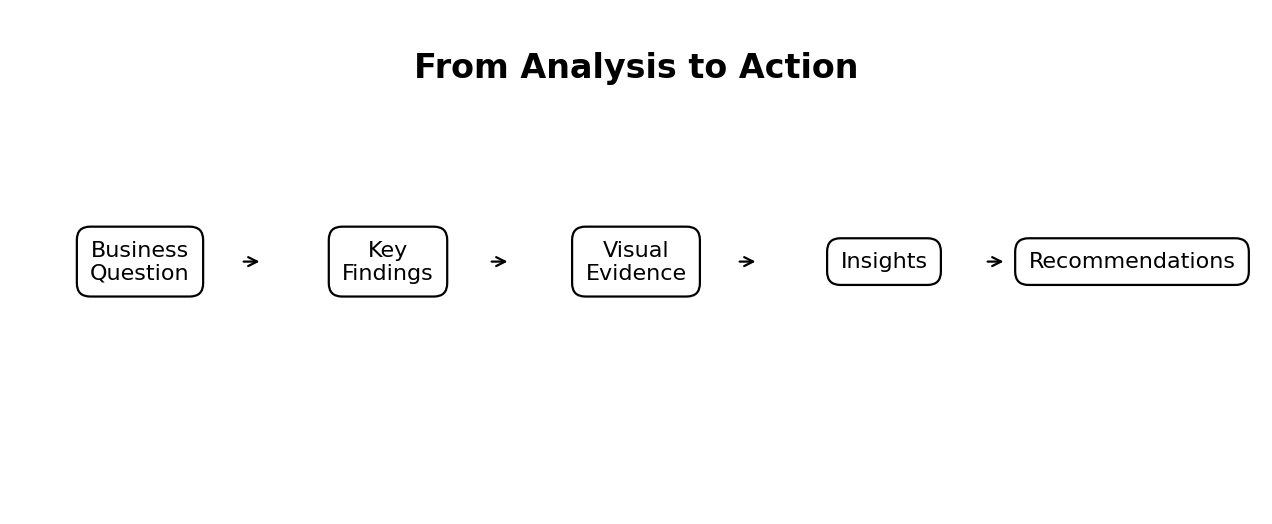 From Analysis to Action
Business
Question
Key
Findings
Visual
Evidence
Insights
Recommendations